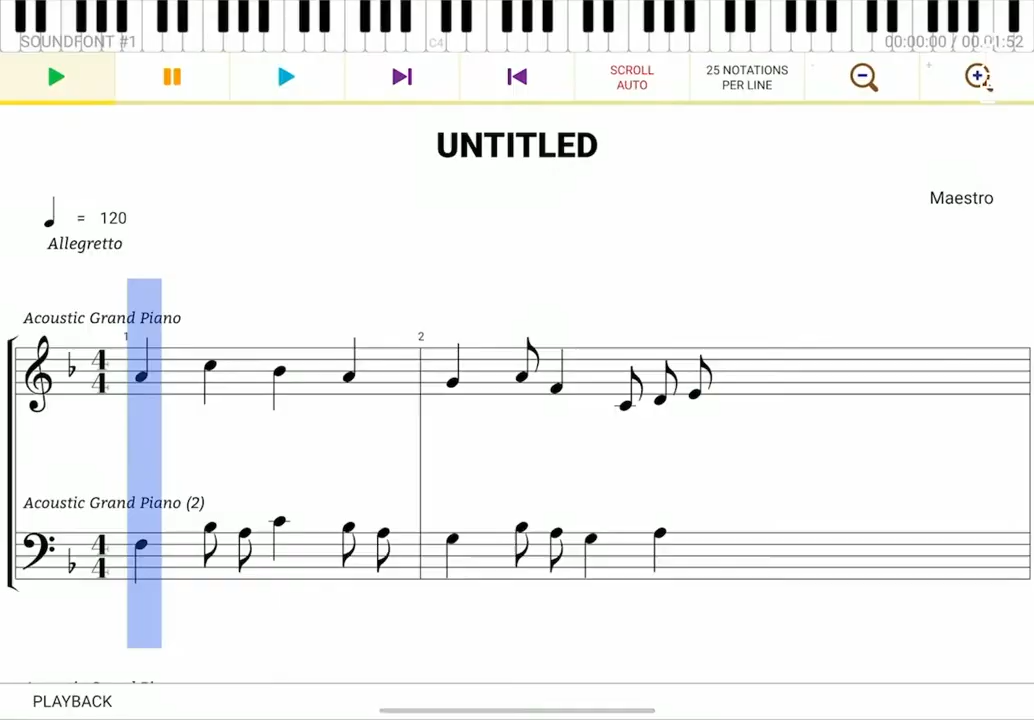 SOUNDFONT #1
C4
00:00:00 / 00:01:52
SCROLL
AUTO
25 NOTATIONS
PER LINE
UNTITLED
Maestro
= 120
Allegretto
Acoustic Grand Piano
1
2
4
4
Acoustic Grand Piano (2)
4
4
PLAYBACK